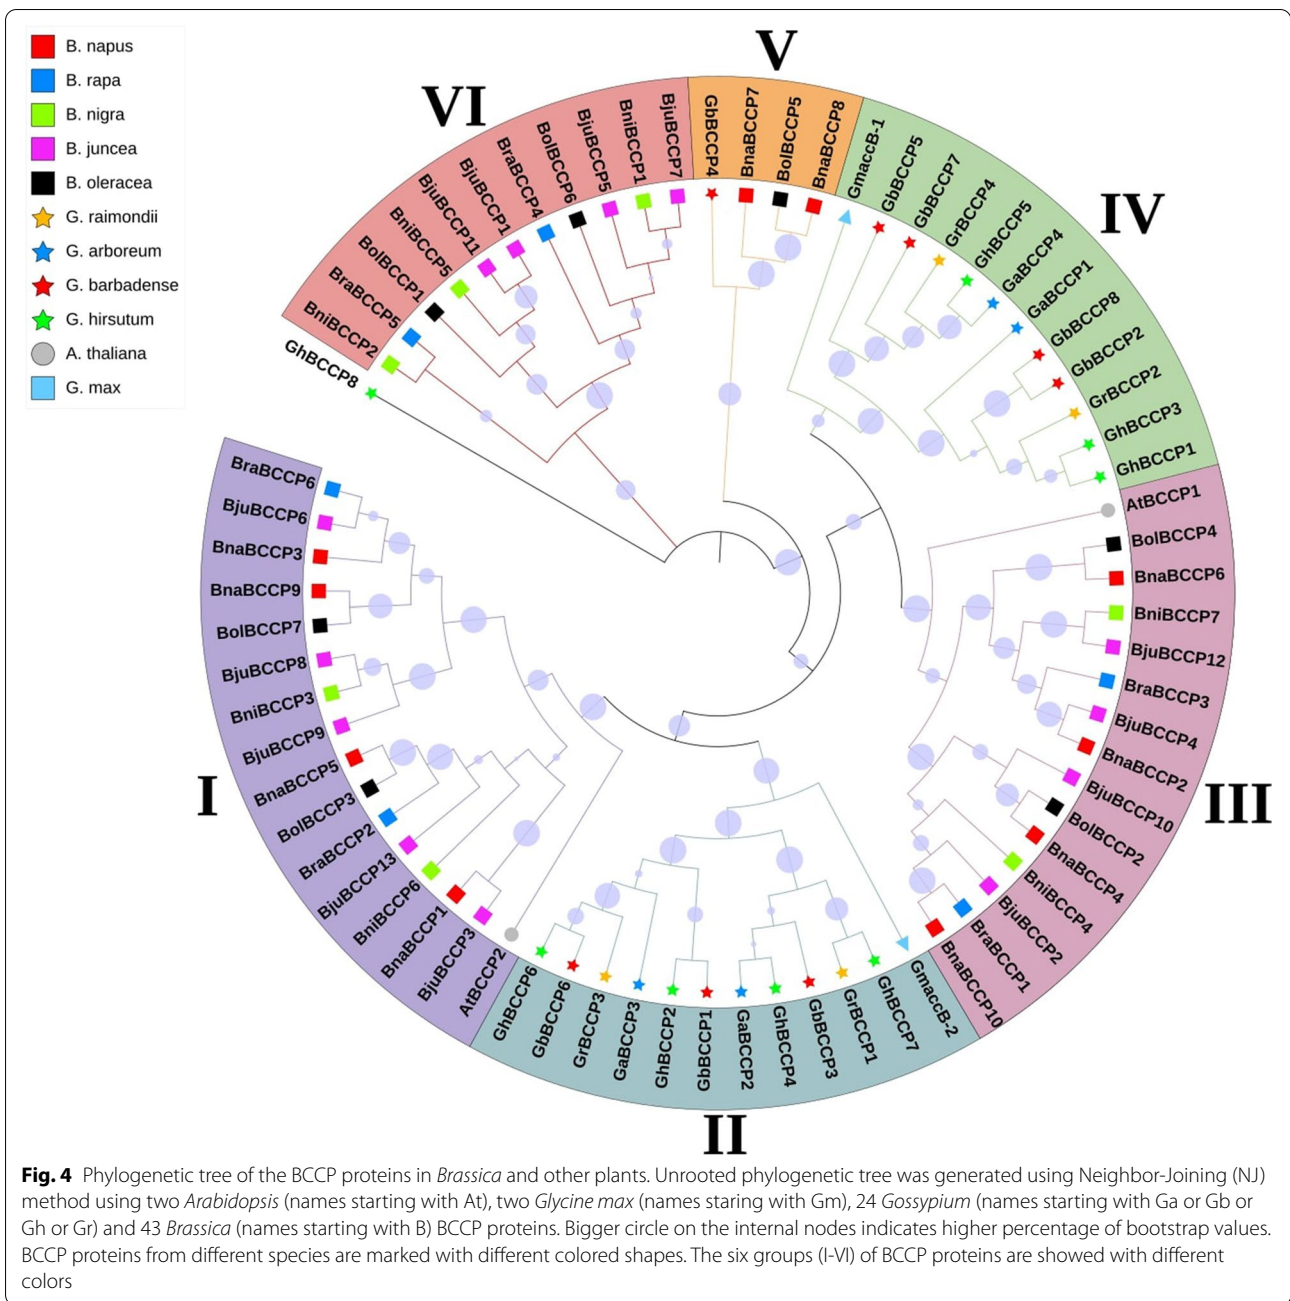 B. napus
B. rapa
B. nigra
B. juncea
B. oleracea
G. raimondii
G. arboreum
G. barbadense
G. hirsutum
A. thaliana
G. max
VI
V
IV
III
II
I
GhBCCP8
BniBCCP2
BraBCCP5
BolBCCP1
BniBCCP5
BjuBCCP11
BjuBCCP1
BraBCCP4
BolBCCP6
BjuBCCP5
BniBCCP1
BjuBCCP7
GbBCCP4
BnaBCCP7
BolBCCP5
BnaBCCP8
GmaccB-1
GbBCCP5
GbBCCP7
GrBCCP4
GhBCCP5
GaBCCP4
GaBCCP1
GbBCCP8
GbBCCP2
GrBCCP2
GhBCCP3
GhBCCP1
AtBCCP1
BolBCCP4
BnaBCCP6
BniBCCP7
BjuBCCP12
BraBCCP3
BjuBCCP4
BnaBCCP2
BjuBCCP10
BolBCCP2
BnaBCCP4
BniBCCP4
BjuBCCP2
BraBCCP1
BnaBCCP10
GmaccB-2
GhBCCP7
GrBCCP1
GbBCCP3
GhBCCP4
GaBCCP2
GbBCCP1
GhBCCP2
GaBCCP3
GrBCCP3
GbBCCP6
GhBCCP6
AtBCCP2
BjuBCCP3
BnaBCCP1
BniBCCP6
BjuBCCP13
BraBCCP2
BolBCCP3
BnaBCCP5
BjuBCCP9
BniBCCP3
BjuBCCP8
BolBCCP7
BnaBCCP9
BnaBCCP3
BjuBCCP6
BraBCCP6
Fig. 4 Phylogenetic tree of the BCCP proteins in Brassica and other plants. Unrooted phylogenetic tree was generated using Neighbor-Joining (NJ)
method using two Arabidopsis (names starting with At), two Glycine max (names staring with Gm), 24 Gossypium (names starting with Ga or Gb or
Gh or Gr) and 43 Brassica (names starting with B) BCCP proteins. Bigger circle on the internal nodes indicates higher percentage of bootstrap values.
BCCP proteins from different species are marked with different colored shapes. The six groups (I-VI) of BCCP proteins are showed with different
colors